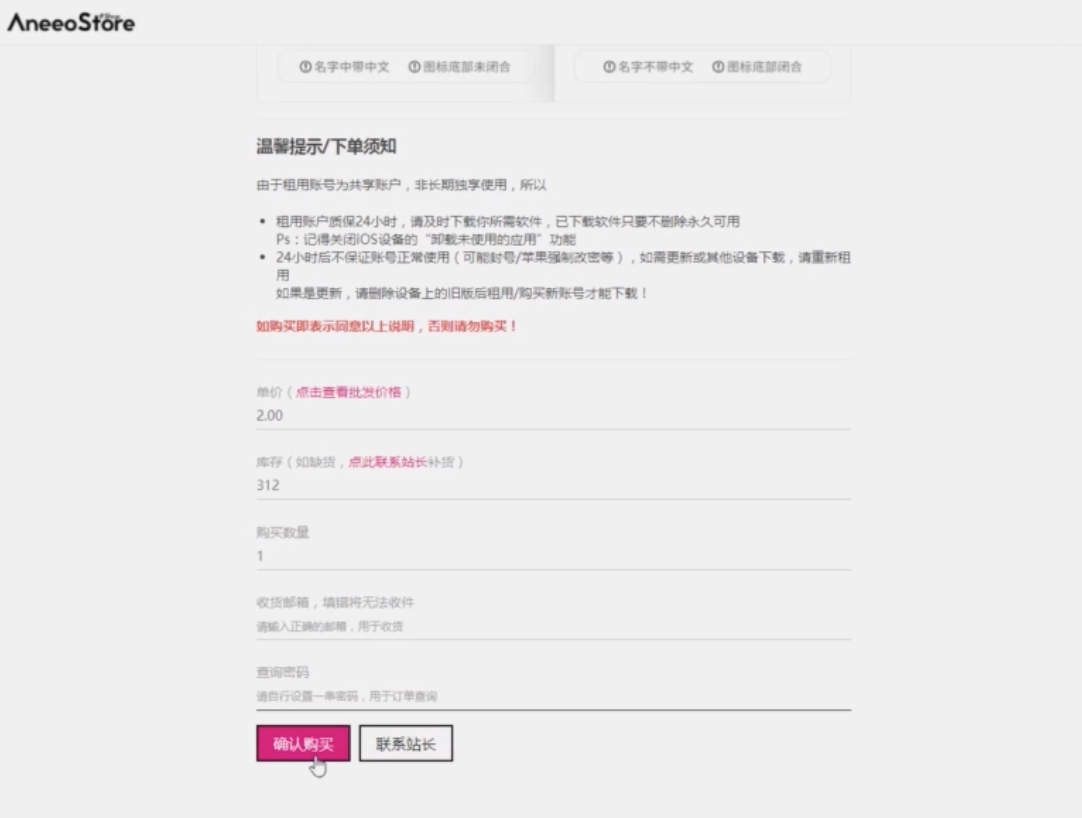 AneeoStore
名字中带中文 图标底部未闭合 名字不带中文 图标底部闭合
温馨提示/下单须知
由于租用账号为共享账户，非长期独享使用，所以
租用账户质保24小时，请及时下载你所需软件，已下载软件只要不删除永久可用
Ps：记得关闭iOS设备的“卸载未使用的应用”功能
24小时后不保证账号正常使用（可能封号/苹果强制改密等），如需更新或其他设备下载，请重新租
用
如果是更新，请删除设备上的旧版后租用/购买新账号才能下载！
如购买即表示同意以上说明，否则请勿购买！
单价（点击查看批发价格）
2.00
库存（如缺货，点此联系站长补货）
312
购买数量
1
收货邮箱，填错将无法收件
请输入正确的邮箱，用于收货
查询密码
请自行设置一串密码，用于订单查询
确认购买 联系站长